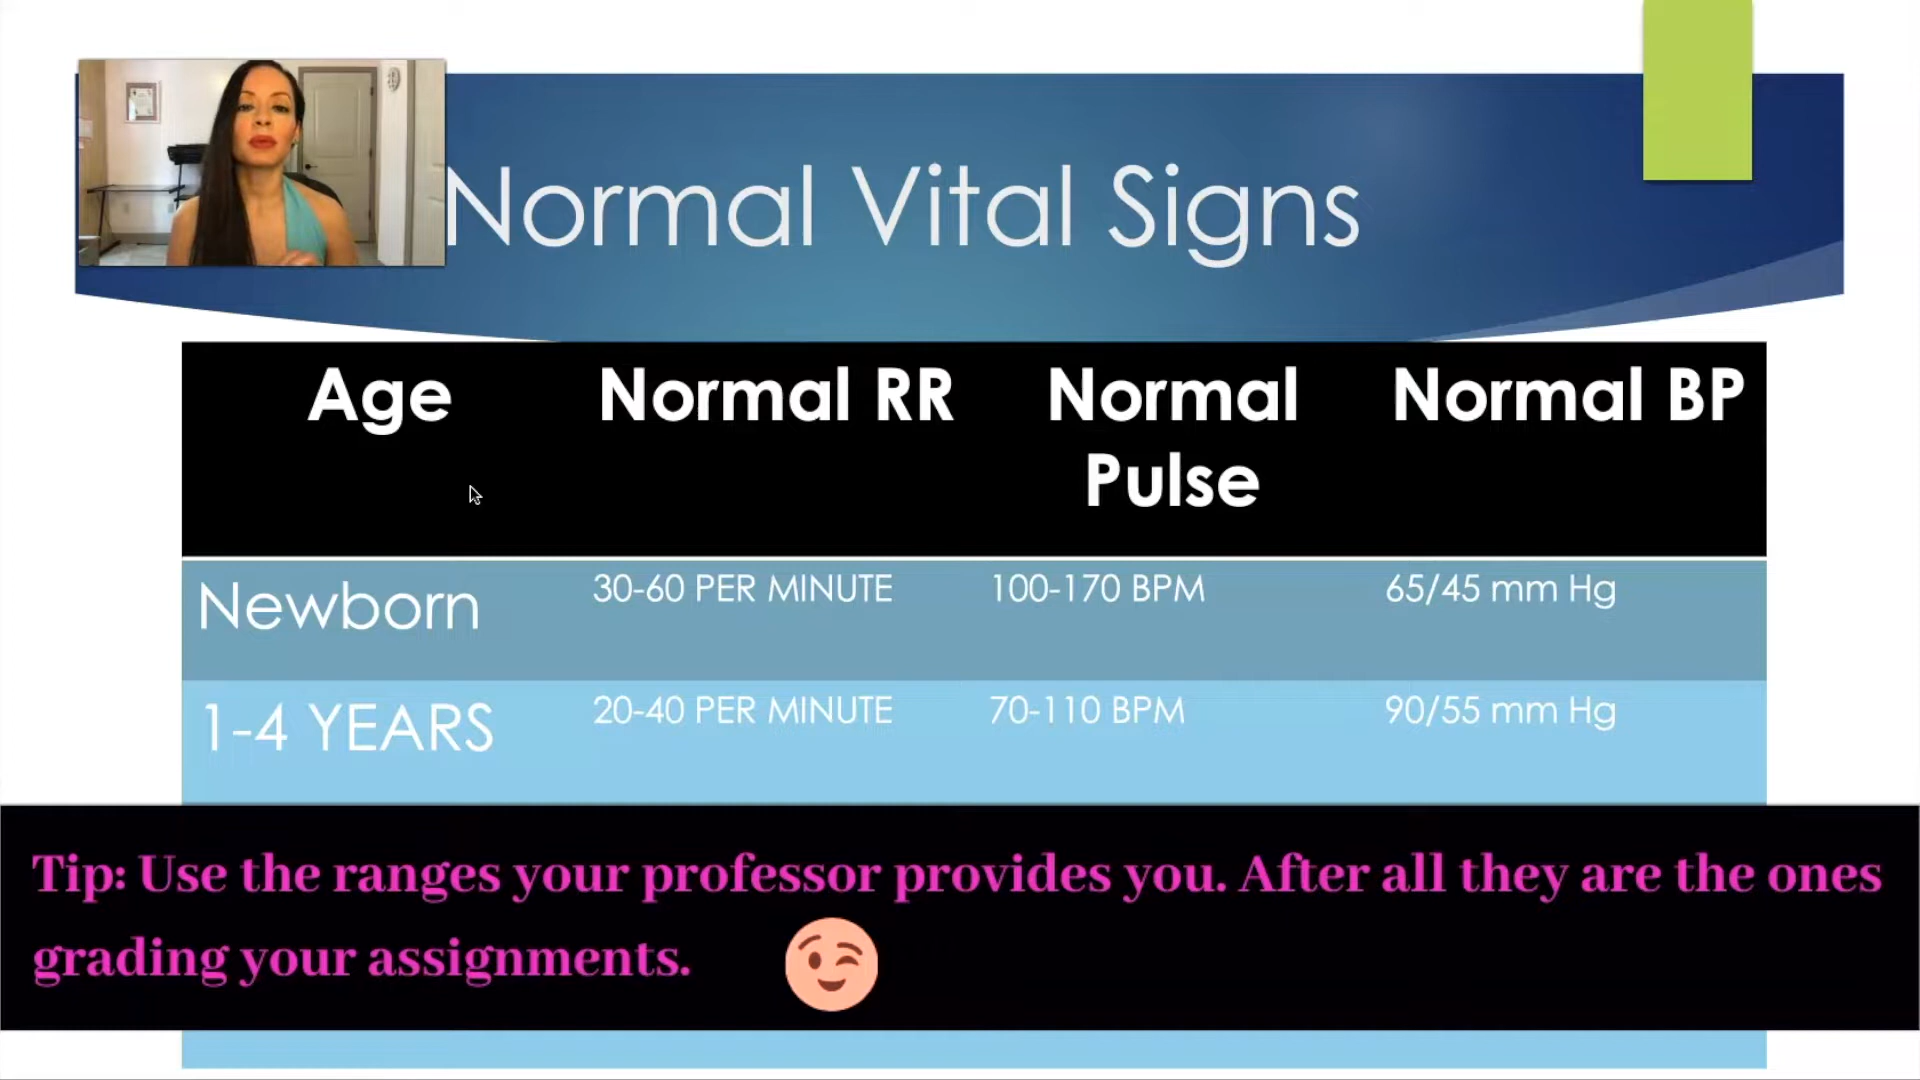 Normal Vital Signs
Age Normal RR Normal Pulse Normal BP
Newborn 30-60 PER MINUTE 100-170 BPM 65/45 mm Hg
1-4 YEARS 20-40 PER MINUTE 70-110 BPM 90/55 mm Hg
Tip: Use the ranges your professor provides you. After all they are the ones
grading your assignments.